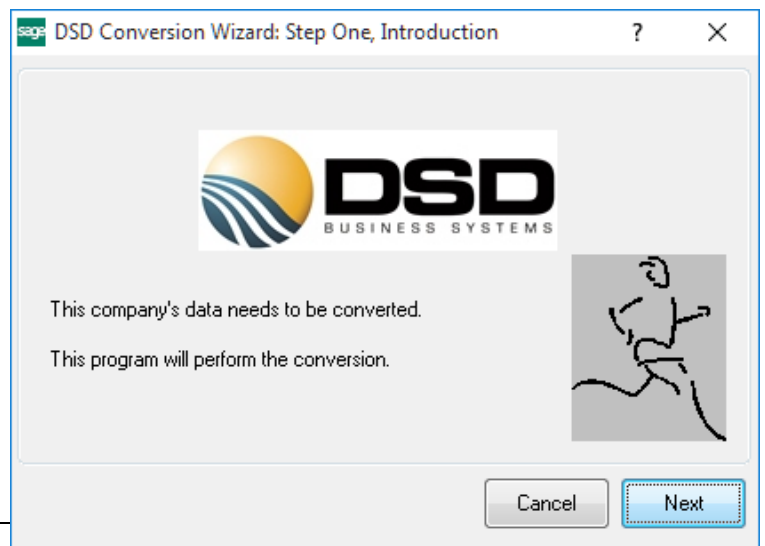 sage DSD Conversion Wizard: Step One, Introduction ? X
DSD
BUSINESS SYSTEMS
This company's data needs to be converted.
This program will perform the conversion.
Cancel Next